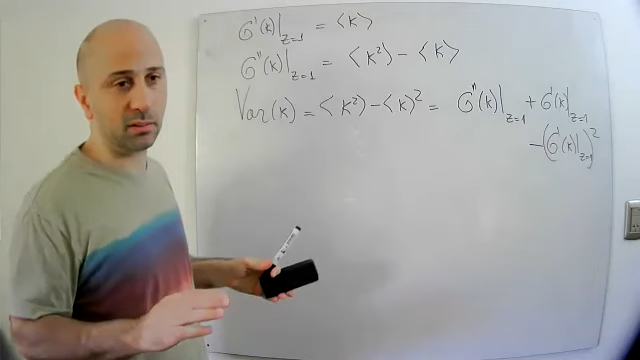 G'(k)|z=1 = <k>
G''(k)|z=1 = <k²> - <k>
Var(k) = <k²> - <k>² = G''(k)|z=1 + G'(k)|z=1
- (G'(k)|z=1)²